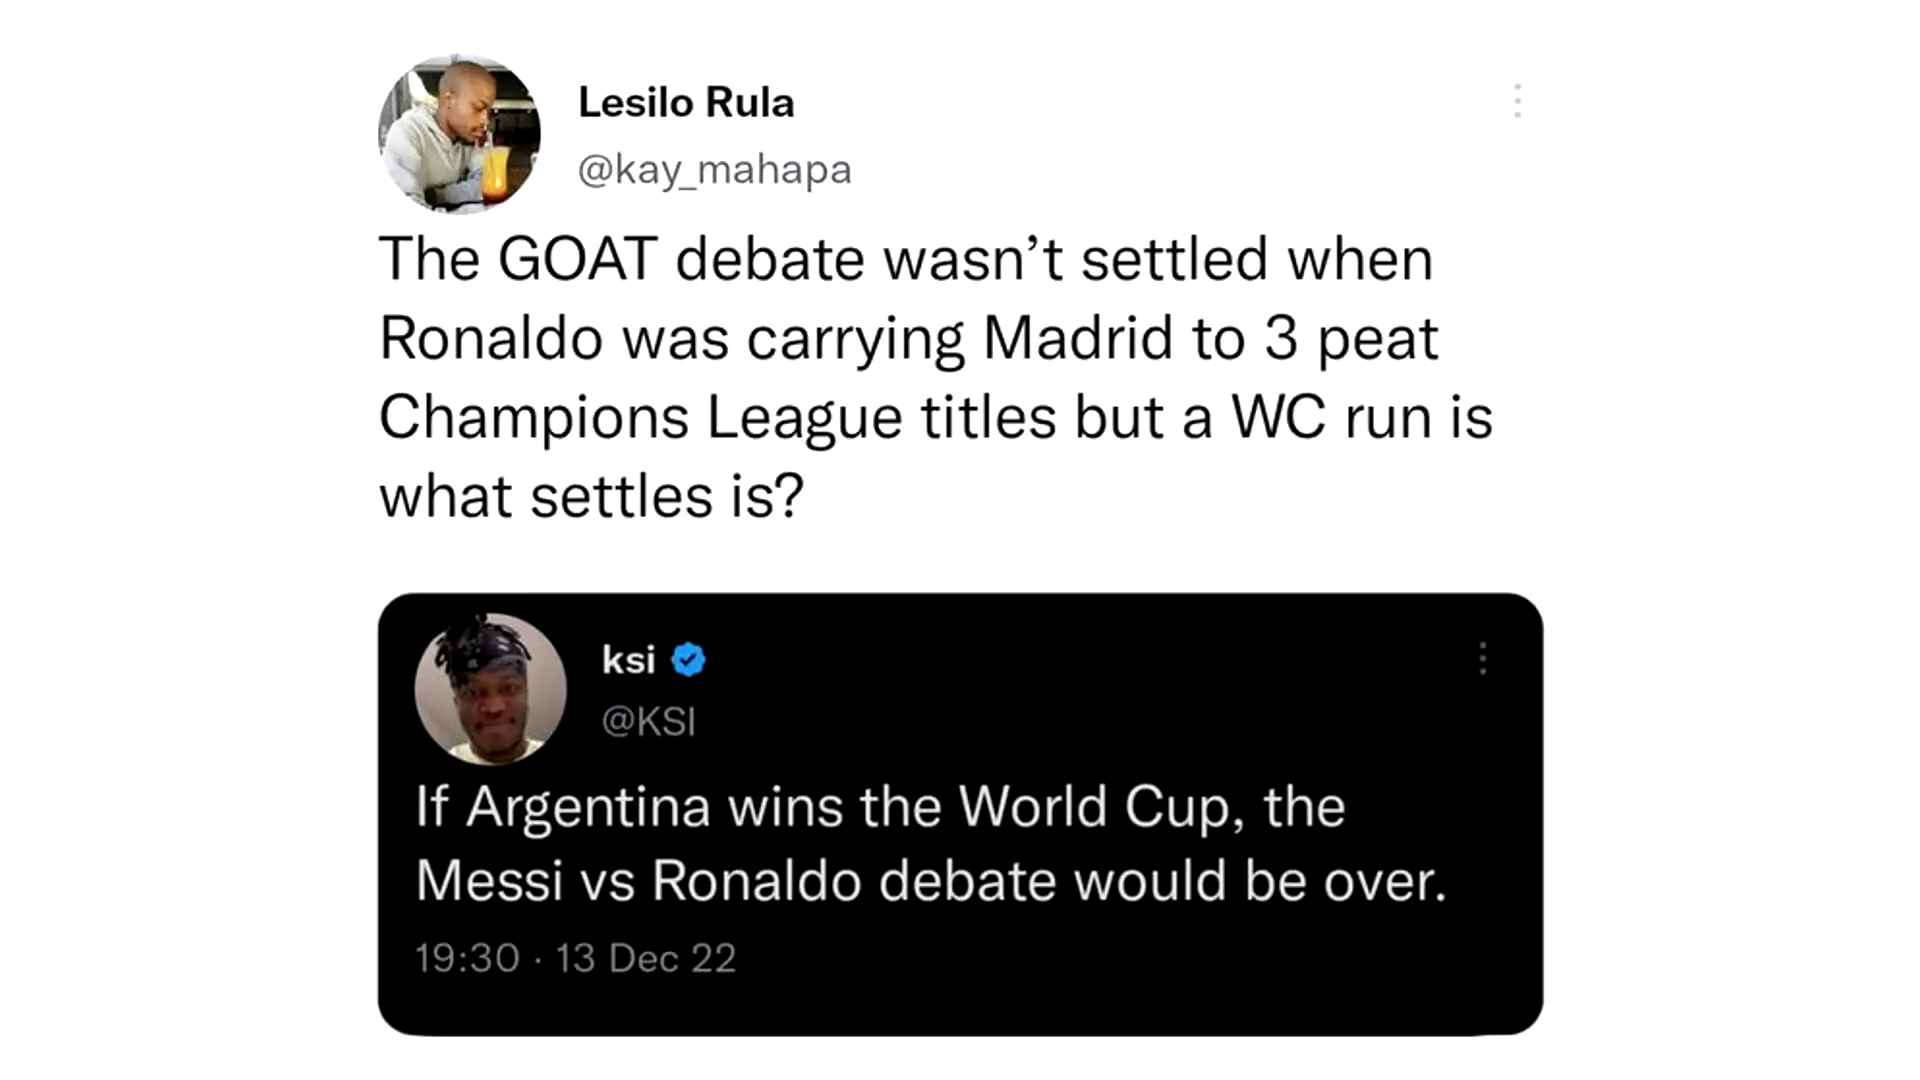 Lesilo Rula
@kay_mahapa
The GOAT debate wasn’t settled when
Ronaldo was carrying Madrid to 3 peat
Champions League titles but a WC run is
what settles is?
ksi
@KSI
If Argentina wins the World Cup, the
Messi vs Ronaldo debate would be over.
19:30 · 13 Dec 22